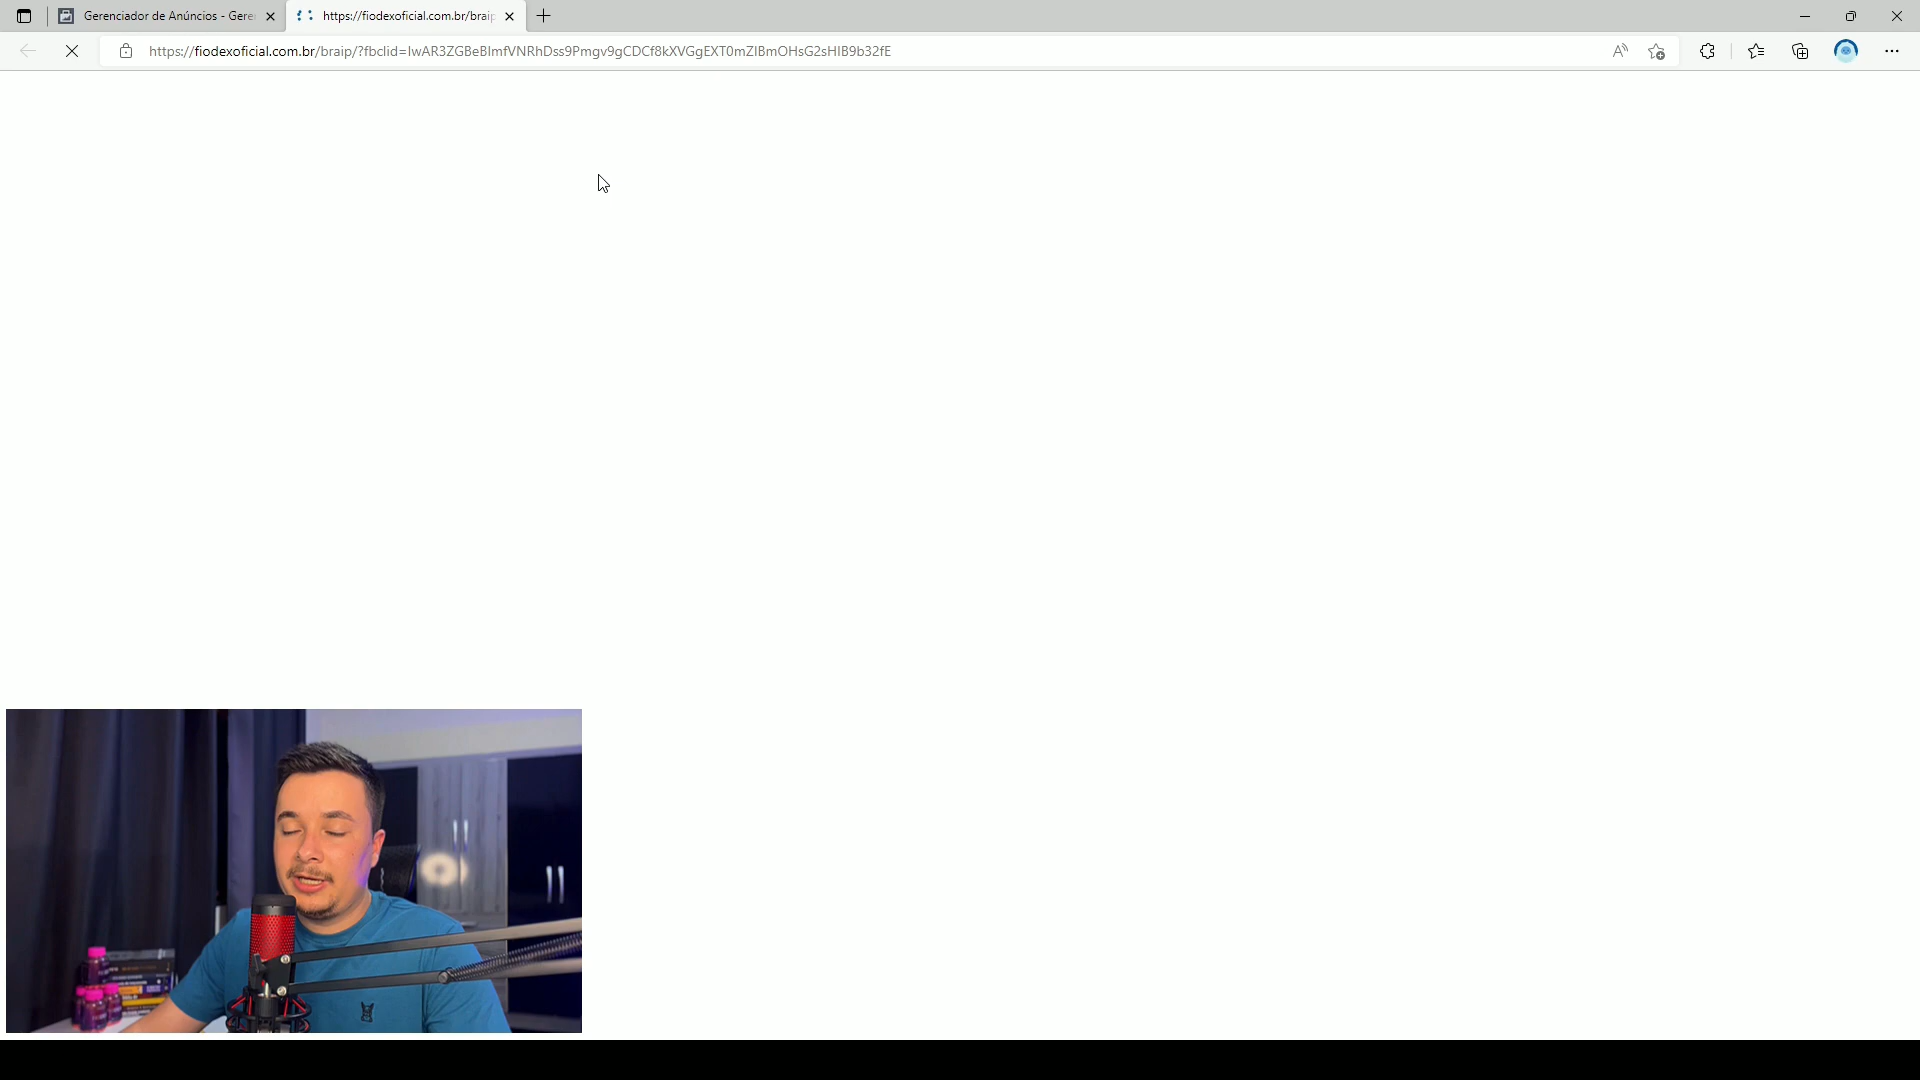 Gerenciador de Anúncios - Gere
https://fiodexoficial.com.br/braip
https://fiodexoficial.com.br/braip/?fbclid=IwAR3ZGBeBlmfVNRhDss9Pmgv9gCDCf8kXVGgEXT0mZIBmOHsG2sHIB9b32fE